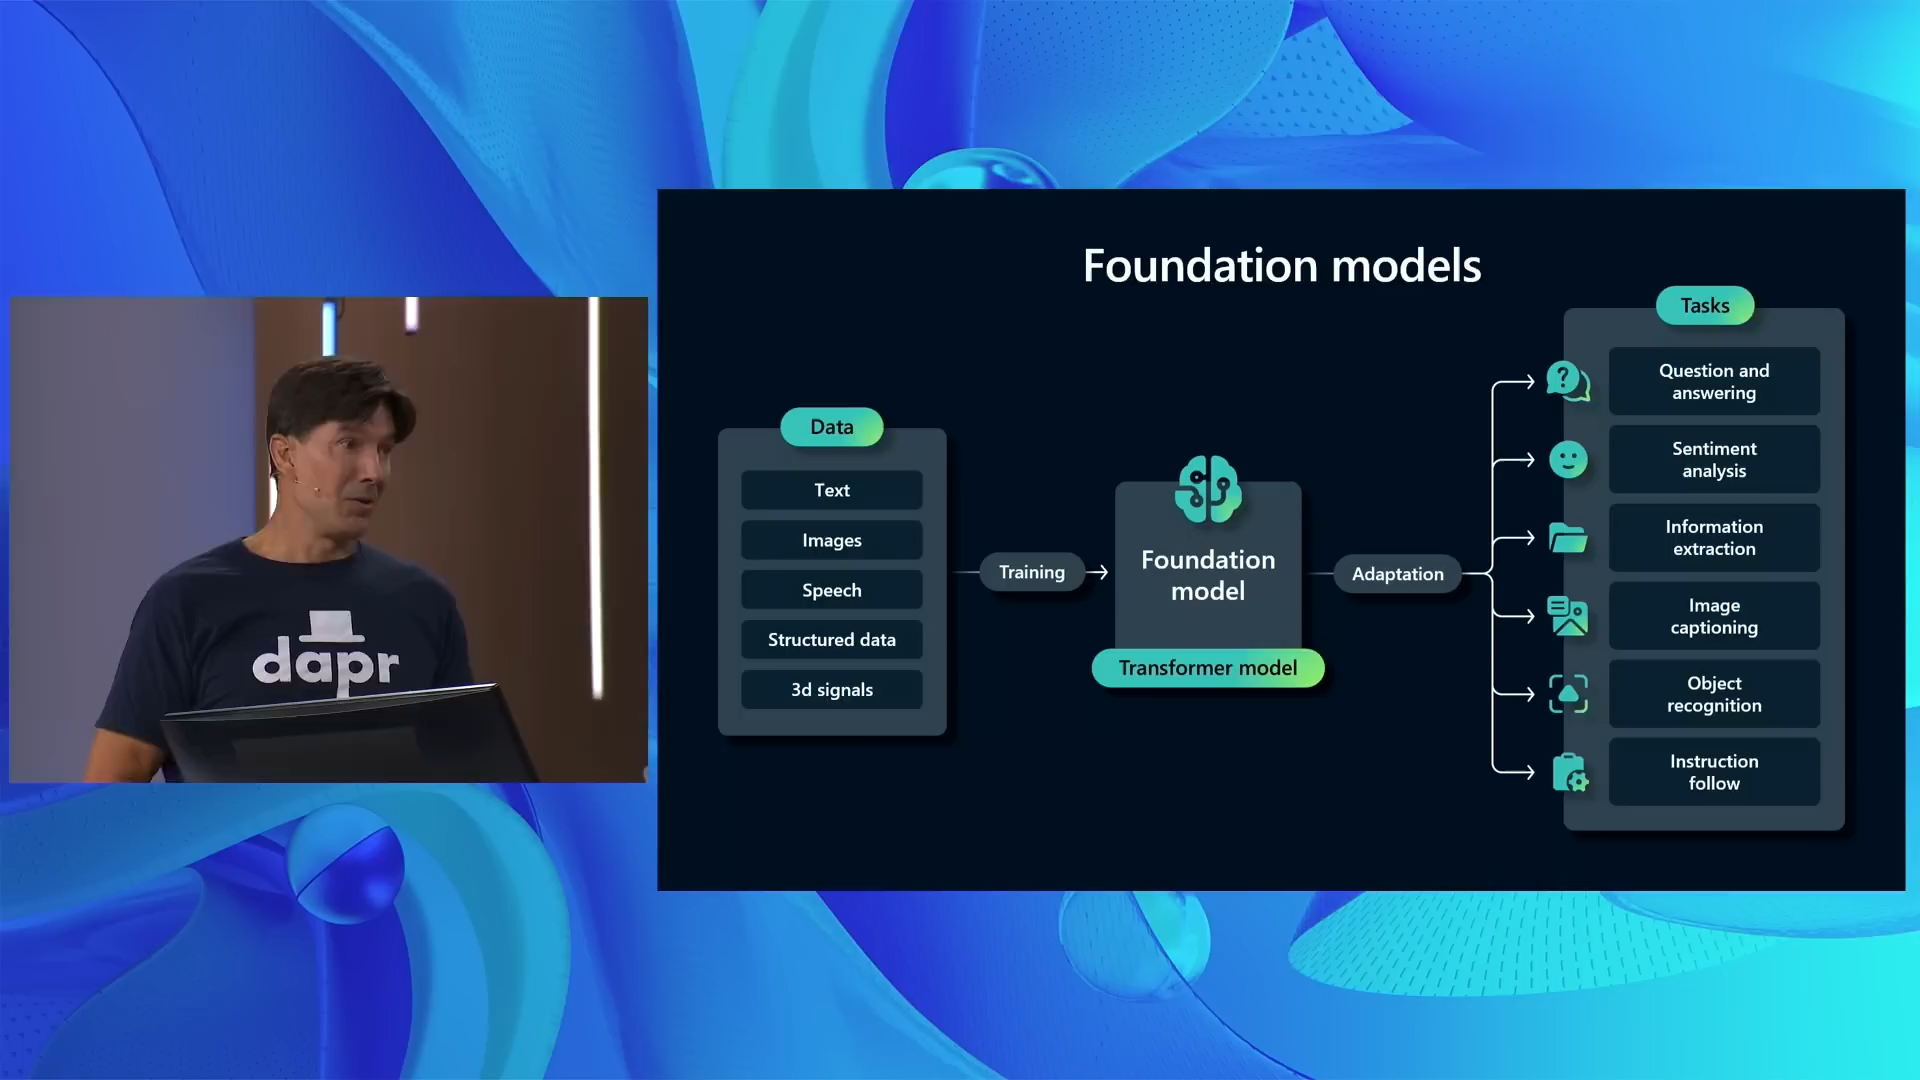 dapr
Foundation models
Data
Text
Images
Speech
Structured data
3d signals
Training
Foundation
model
Transformer model
Adaptation
Tasks
Question and
answering
Sentiment
analysis
Information
extraction
Image
captioning
Object
recognition
Instruction
follow